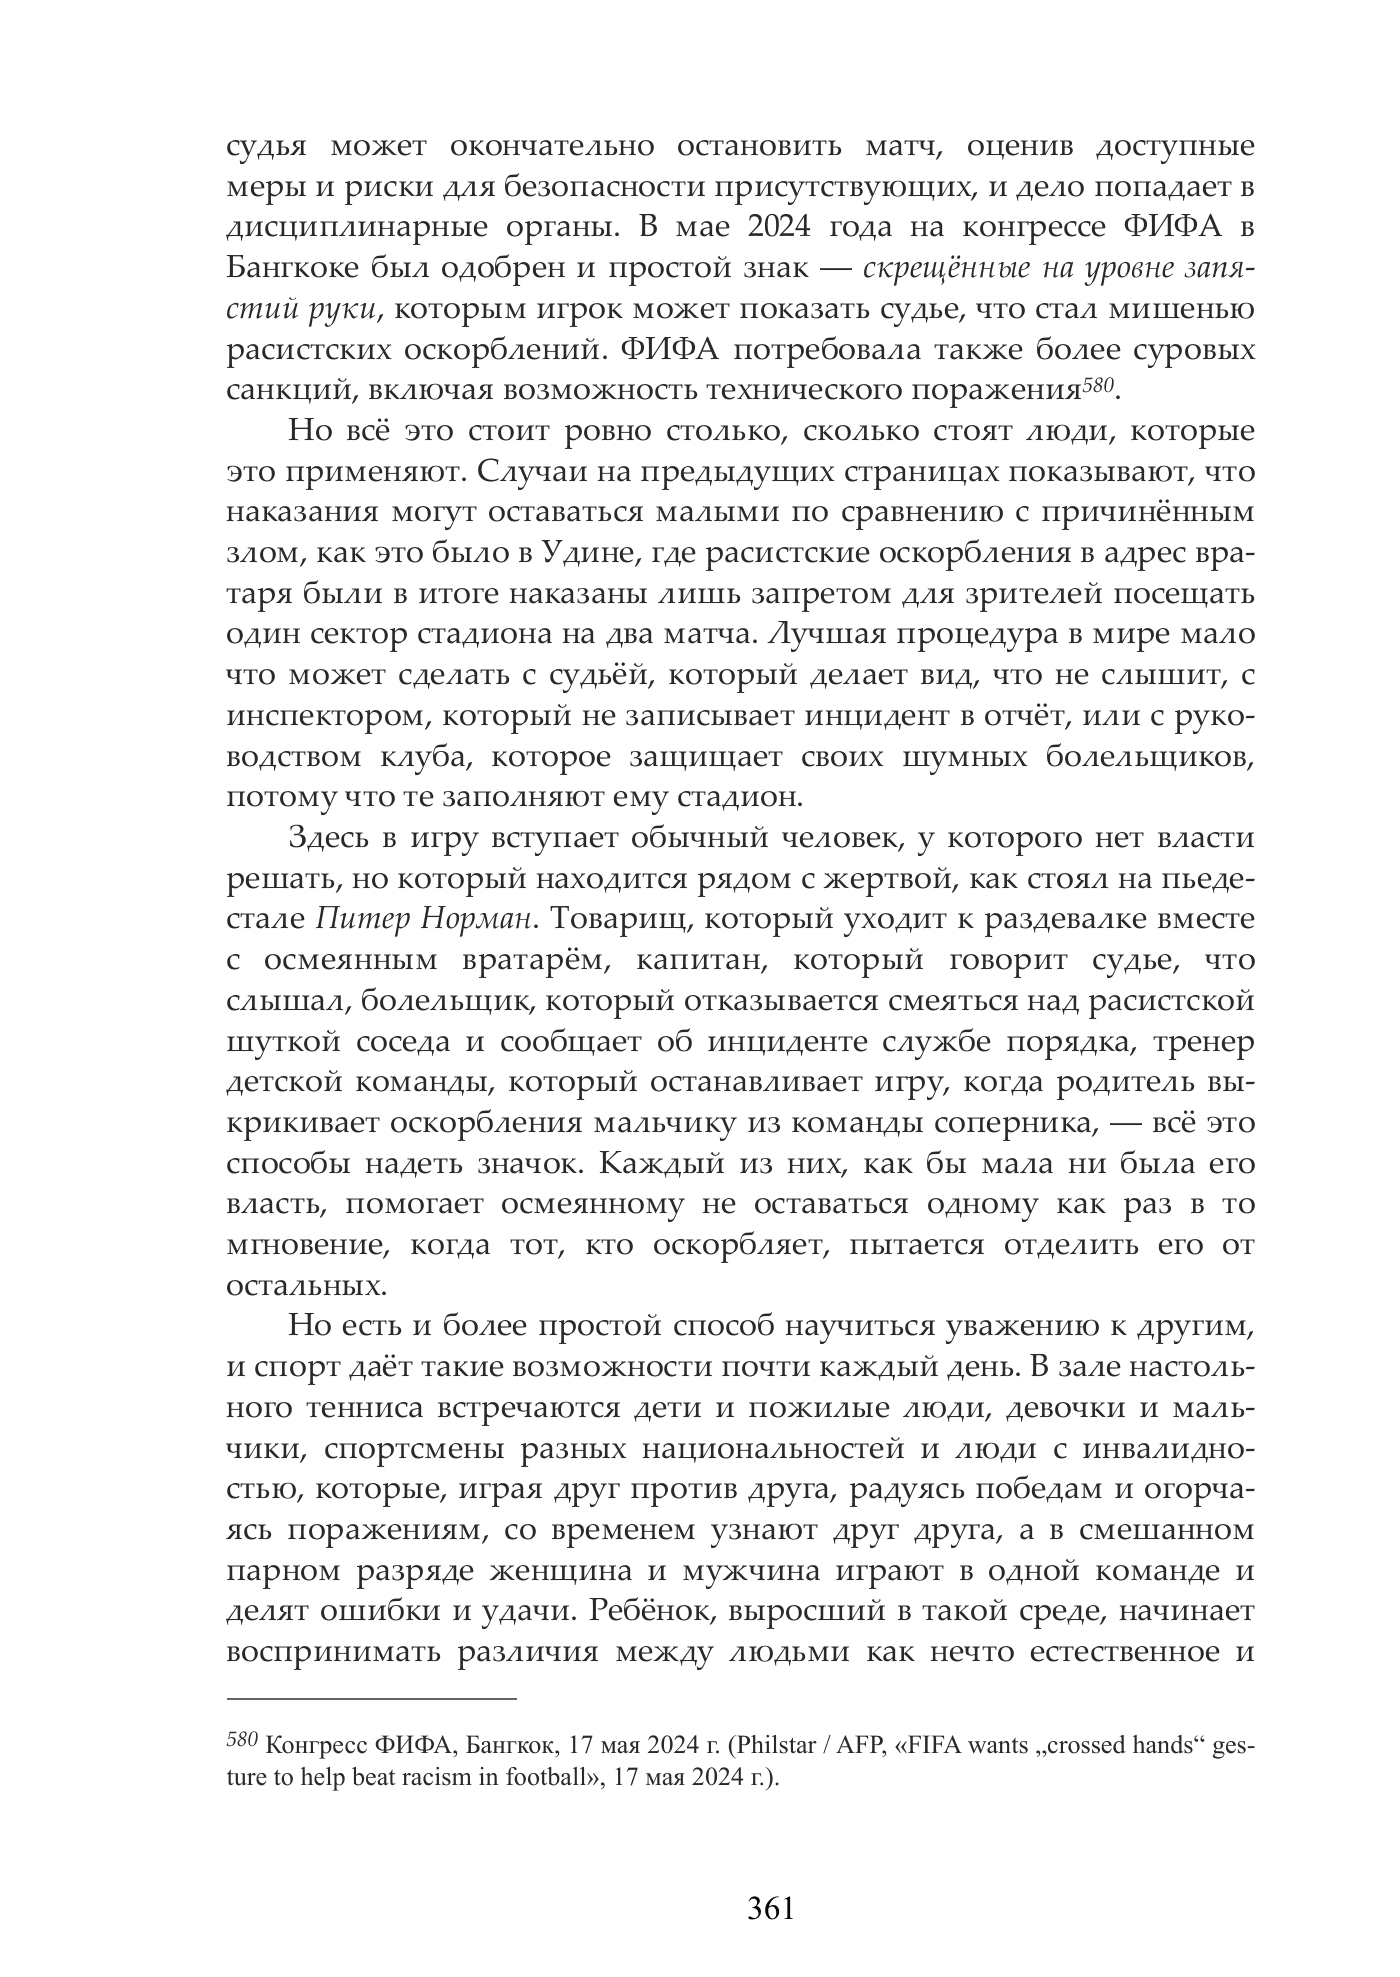 судья может окончательно остановить матч, оценив доступные
меры и риски для безопасности присутствующих, и дело попадает в
дисциплинарные органы. В мае 2024 года на конгрессе ФИФА в
Бангкоке был одобрен и простой знак — скрещённые на уровне запя-
стий руки, которым игрок может показать судье, что стал мишенью
расистских оскорблений. ФИФА потребовала также более суровых
санкций, включая возможность технического поражения580.
Но всё это стоит ровно столько, сколько стоят люди, которые
это применяют. Случаи на предыдущих страницах показывают, что
наказания могут оставаться малыми по сравнению с причинённым
злом, как это было в Удине, где расистские оскорбления в адрес вра-
таря были в итоге наказаны лишь запретом для зрителей посещать
один сектор стадиона на два матча. Лучшая процедура в мире мало
что может сделать с судьёй, который делает вид, что не слышит, с
инспектором, который не записывает инцидент в отчёт, или с руко-
водством клуба, которое защищает своих шумных болельщиков,
потому что те заполняют ему стадион.
Здесь в игру вступает обычный человек, у которого нет власти
решать, но который находится рядом с жертвой, как стоял на пьеде-
стале Питер Норман. Товарищ, который уходит к раздевалке вместе
с осмеянным вратарём, капитан, который говорит судье, что
слышал, болельщик, который отказывается смеяться над расистской
шуткой соседа и сообщает об инциденте службе порядка, тренер
детской команды, который останавливает игру, когда родитель вы-
крикивает оскорбления мальчику из команды соперника, — всё это
способы надеть значок. Каждый из них, как бы мала ни была его
власть, помогает осмеянному не оставаться одному как раз в то
мгновение, когда тот, кто оскорбляет, пытается отделить его от
остальных.
Но есть и более простой способ научиться уважению к другим,
и спорт даёт такие возможности почти каждый день. В зале настоль-
ного тенниса встречаются дети и пожилые люди, девочки и маль-
чики, спортсмены разных национальностей и люди с инвалидно-
стью, которые, играя друг против друга, радуясь победам и огорча-
ясь поражениям, со временем узнают друг друга, а в смешанном
парном разряде женщина и мужчина играют в одной команде и
делят ошибки и удачи. Ребёнок, выросший в такой среде, начинает
воспринимать различия между людьми как нечто естественное и
580 Конгресс ФИФА, Бангкок, 17 мая 2024 г. (Philstar / AFP, «FIFA wants „crossed hands“ ges-
ture to help beat racism in football», 17 мая 2024 г.).
361